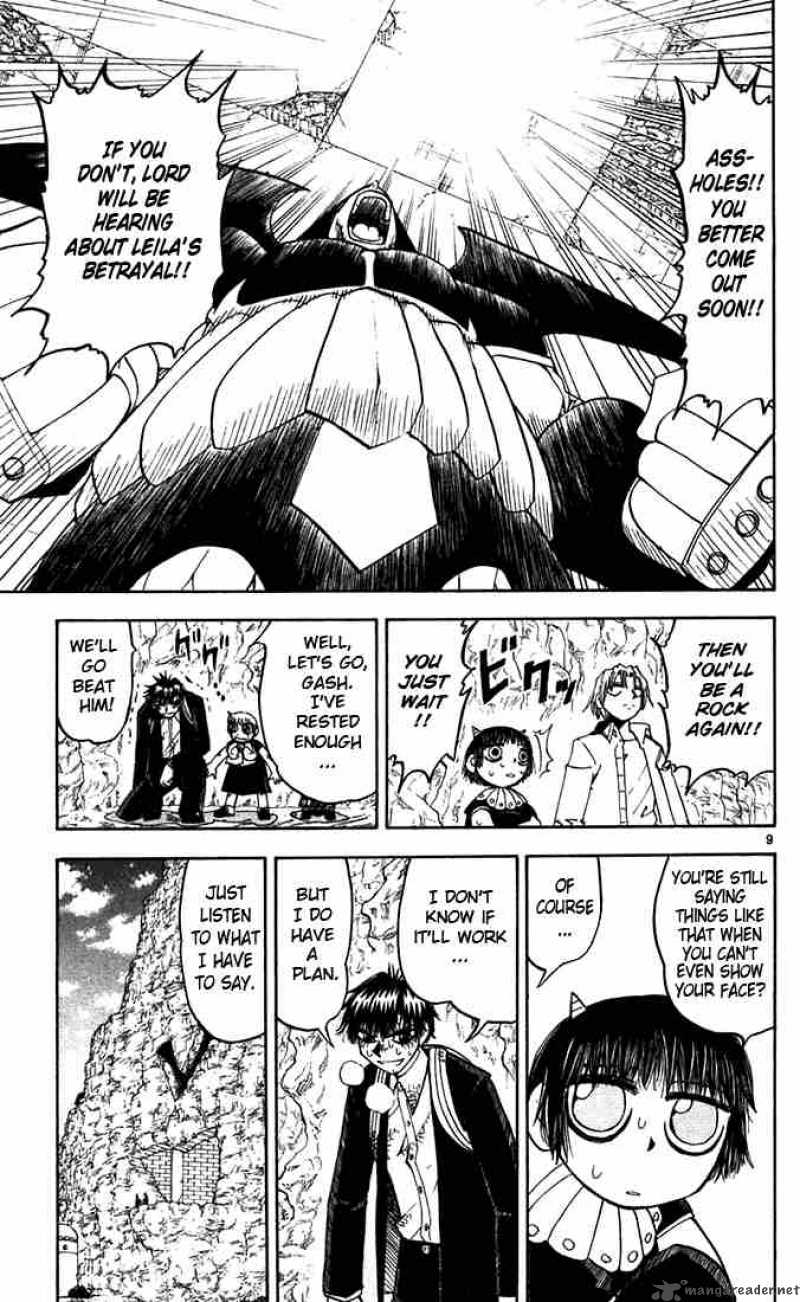 ASS-
HOLES!!
YOU
BETTER
COME
OUT
SOON!!
IF YOU
DON'T, LORD
WILL BE
HEARING
ABOUT LEILA'S
BETRAYAL!!
THEN
YOU'LL
BE A
ROCK
AGAIN!!
ビクッ
YOU
JUST
WAIT
!!
WELL,
LET'S GO,
GASH.
I'VE
RESTED
ENOUGH
...
WE'LL
GO
BEAT
HIM!
9
YOU'RE STILL
SAYING
THINGS LIKE
THAT WHEN
YOU CAN'T
EVEN SHOW
YOUR FACE?
OF
COURSE
...
I DON'T
KNOW IF
IT'LL WORK
...
BUT
I DO
HAVE
A
PLAN.
JUST
LISTEN
TO WHAT
I HAVE
TO SAY.
mangareader.net